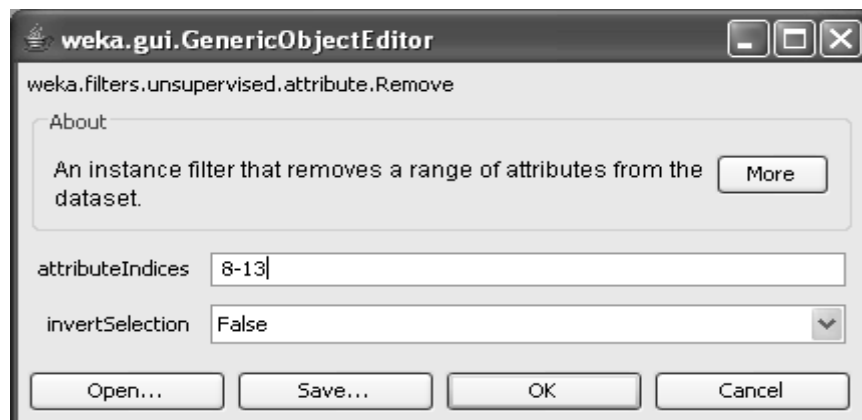 weka.gui.GenericObjectEditor
weka.filters.unsupervised.attribute.Remove
About
An instance filter that removes a range of attributes from the
dataset.
More
attributeIndices 8-13
invertSelection False
Open... Save... OK Cancel